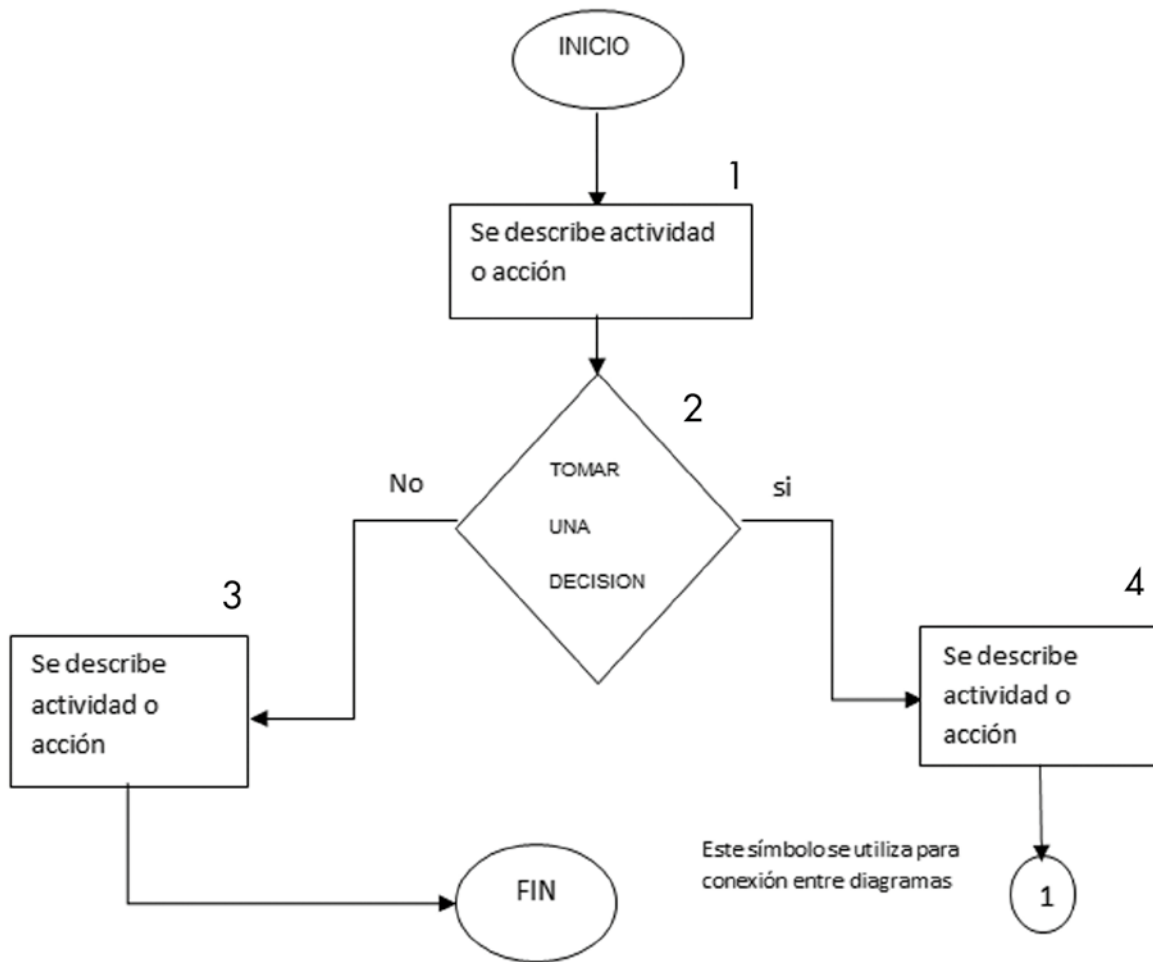 INICIO
1
Se describe actividad
o acción
2
TOMAR
UNA
DECISION
No
si
3
Se describe
actividad o
acción
4
Se describe
actividad o
acción
FIN
Este símbolo se utiliza para
conexión entre diagramas
1